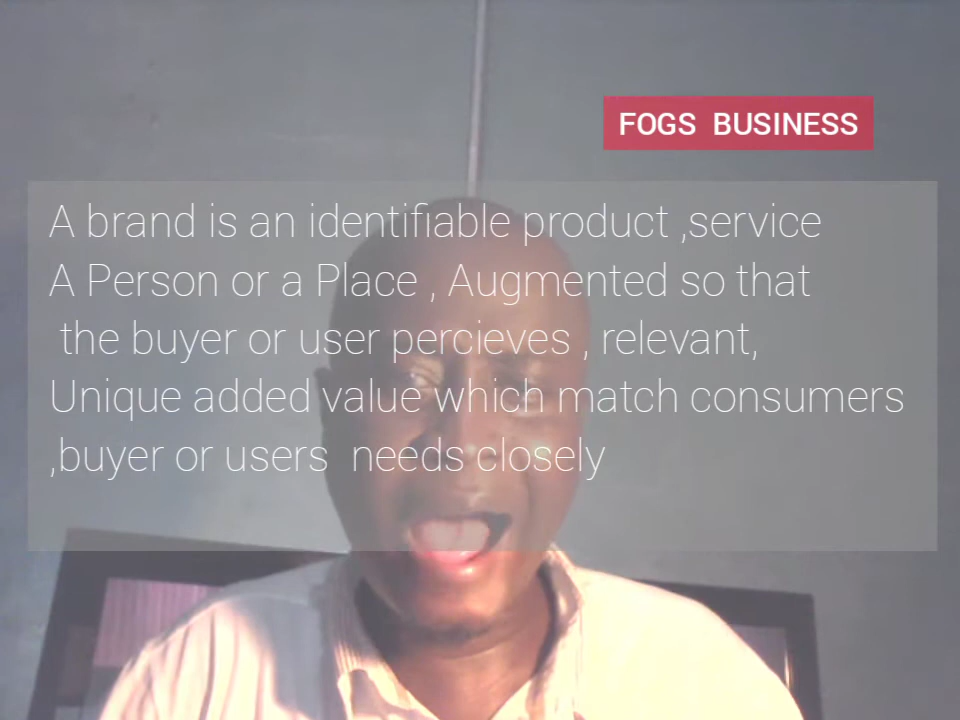 FOGS BUSINESS
A brand is an identifiable product ,service
A Person or a Place , Augmented so that
the buyer or user percieves , relevant,
Unique added value which match consumers
,buyer or users needs closely